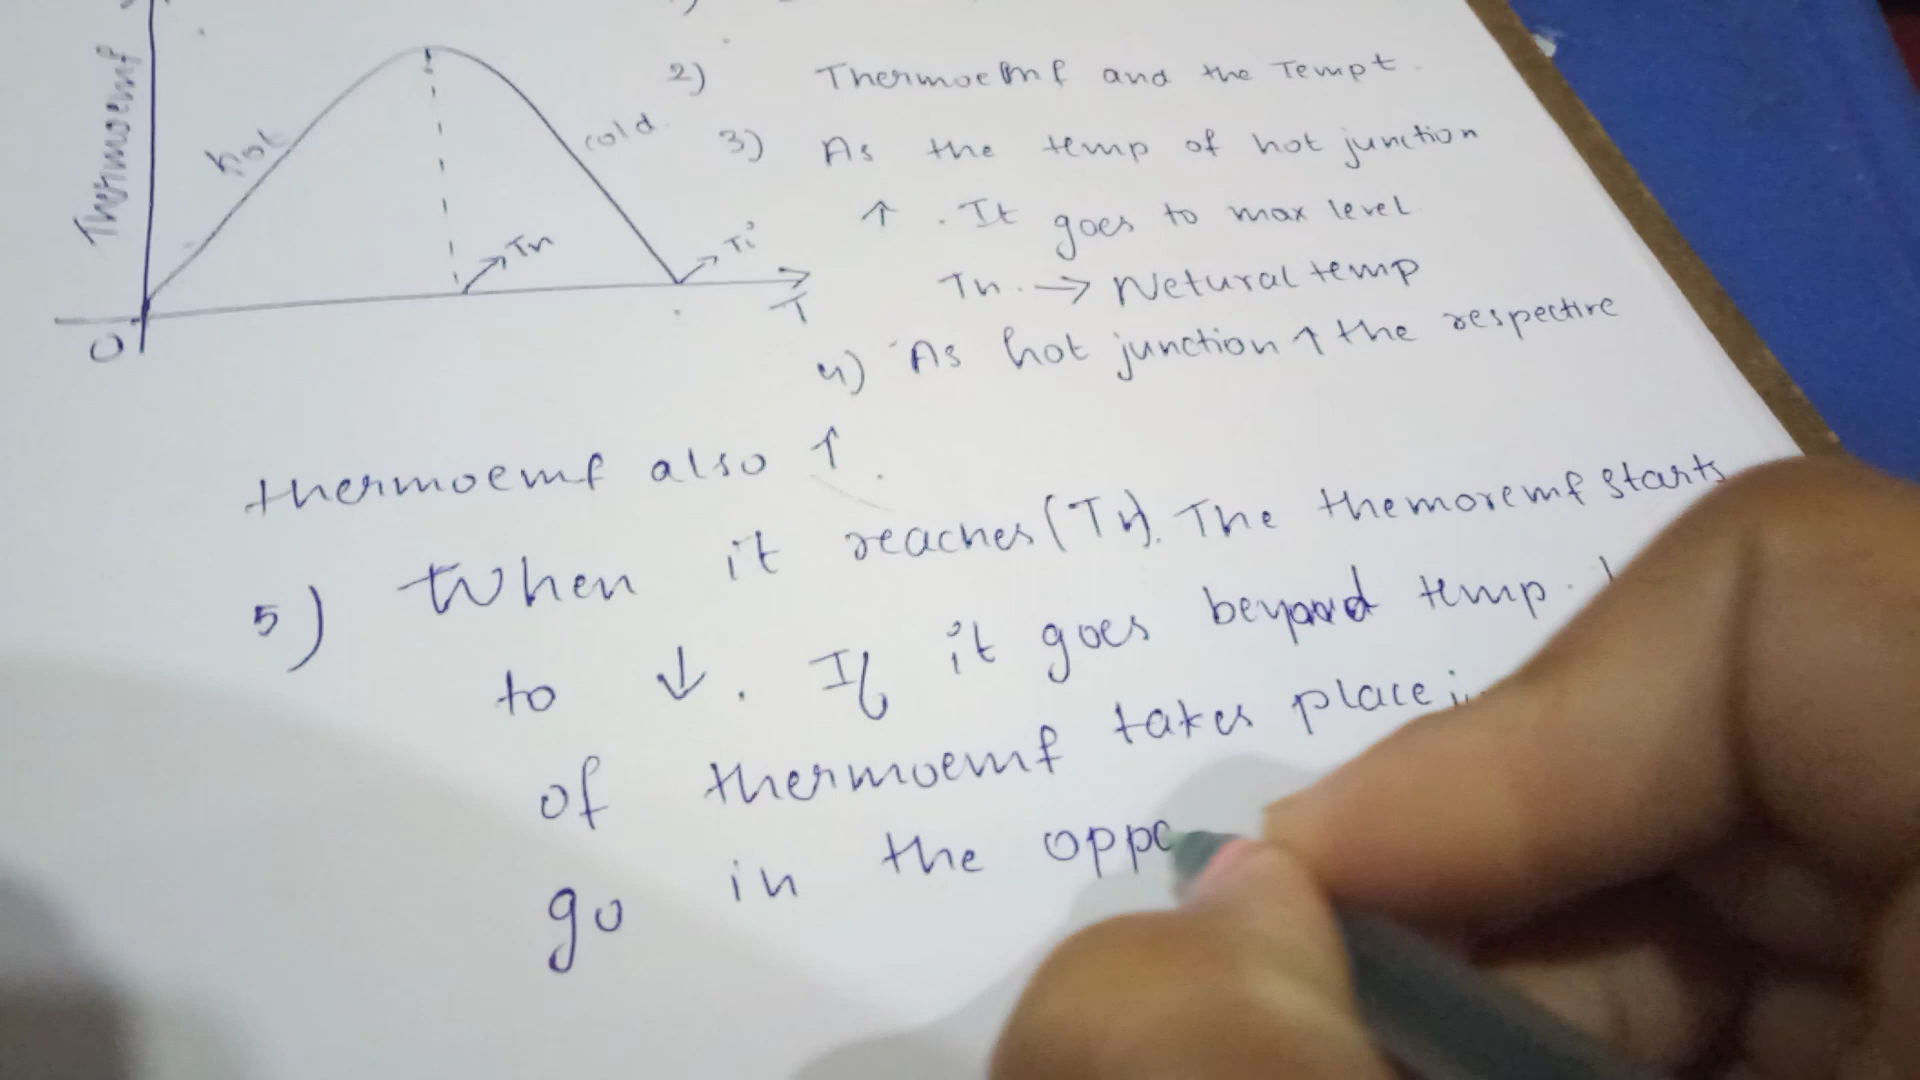 Thermoemf
hot
cold
Tn
Ti
T
O
2) Thermoemf and the Tempt.
3) As the temp of hot junction
↑ . It goes to max level
Tn. → Netural temp
4) As hot junction ↑ the respective
thermoemf also ↑.
5) When it reaches (Tn). The themoremf starts
to ↓. If it goes beyond temp.
of thermoemf takes place
go in the oppo